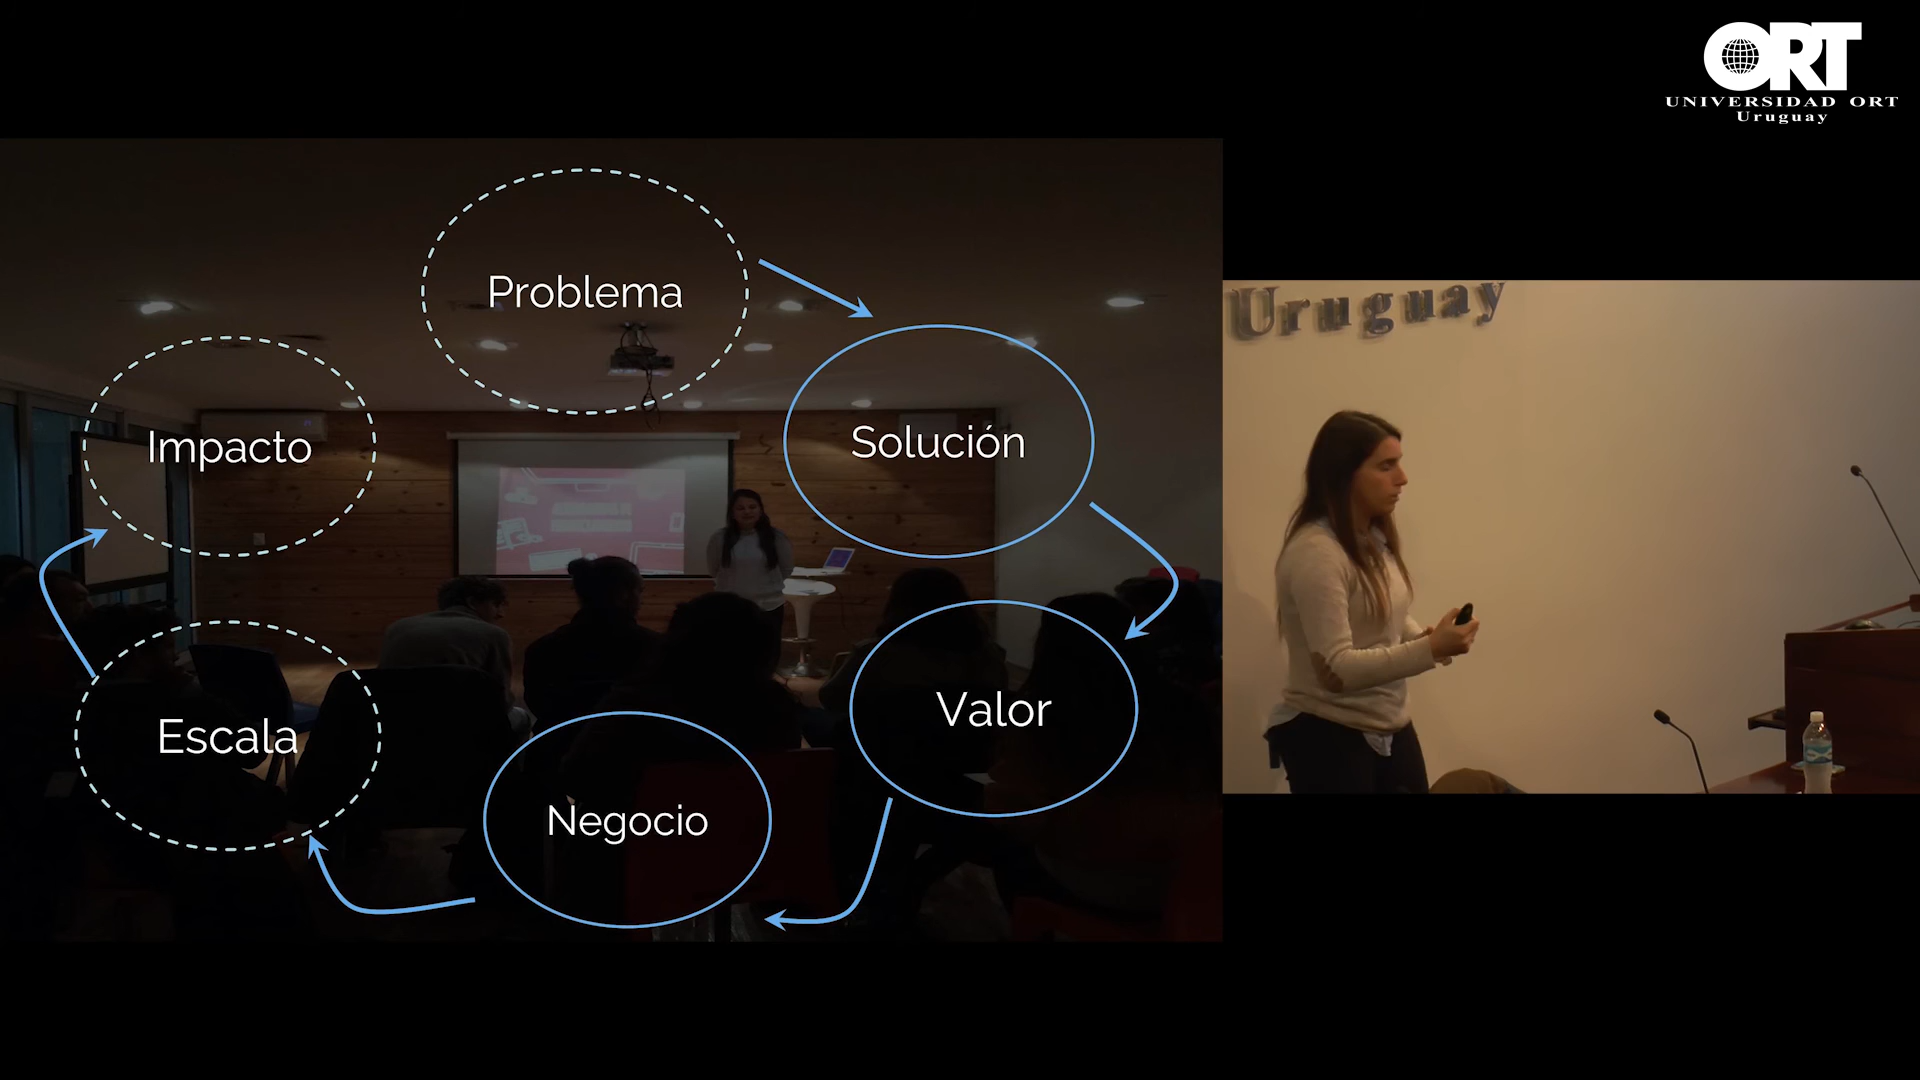 ORT
UNIVERSIDAD ORT
Uruguay
Problema
Impacto
Solución
Escala
Negocio
Valor
Uruguay